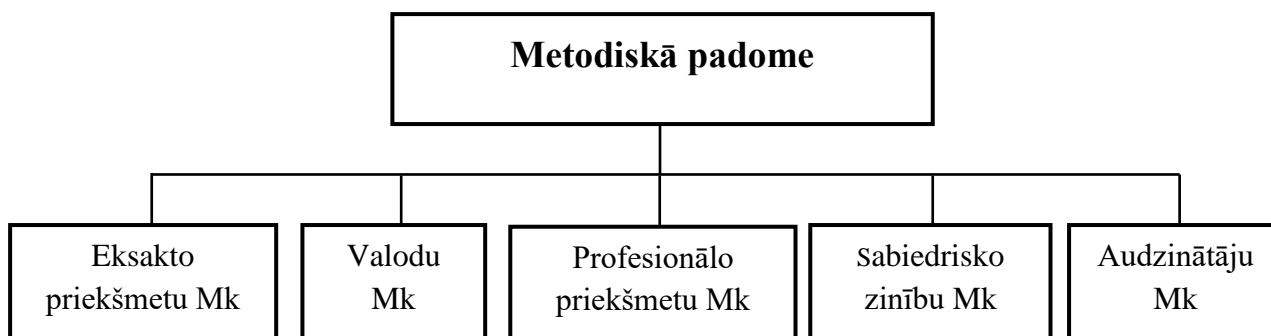 Metodiskā padome
Eksakto
priekšmetu Mk
Valodu
Mk
Profesionālo
priekšmetu Mk
Sabiedrisko
zinību Mk
Audzinātāju
Mk